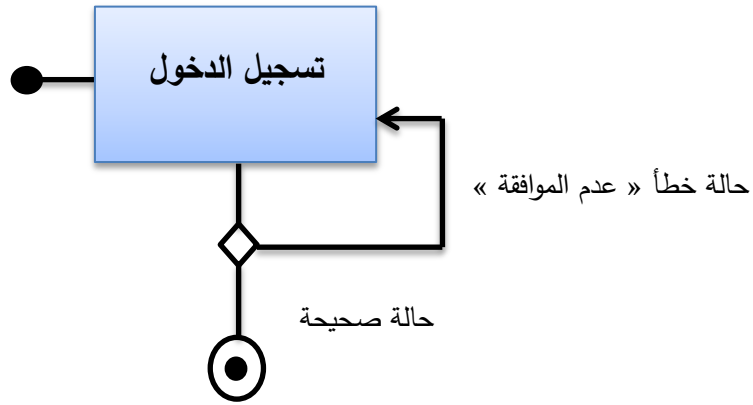 تسجيل الدخول
حالة خطأ « عدم الموافقة »
حالة صحيحة